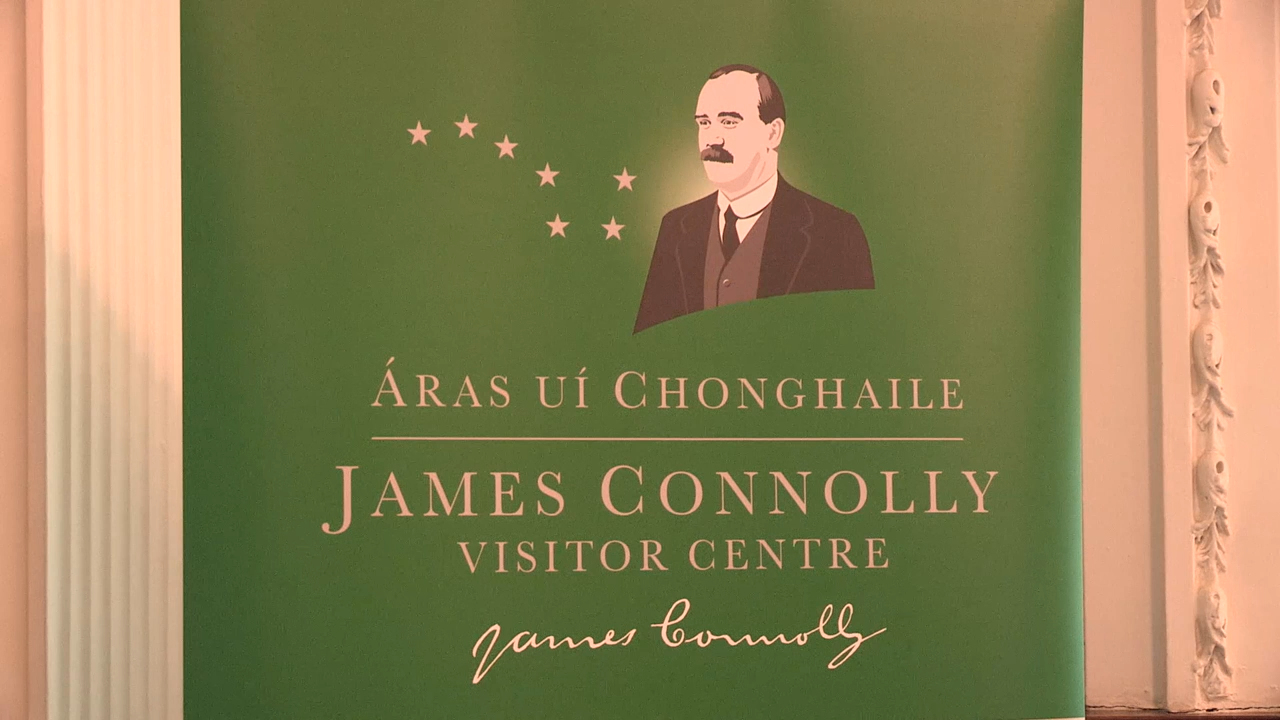 ÁRAS UÍ CHONGHAILE
JAMES CONNOLLY
VISITOR CENTRE
James Connolly